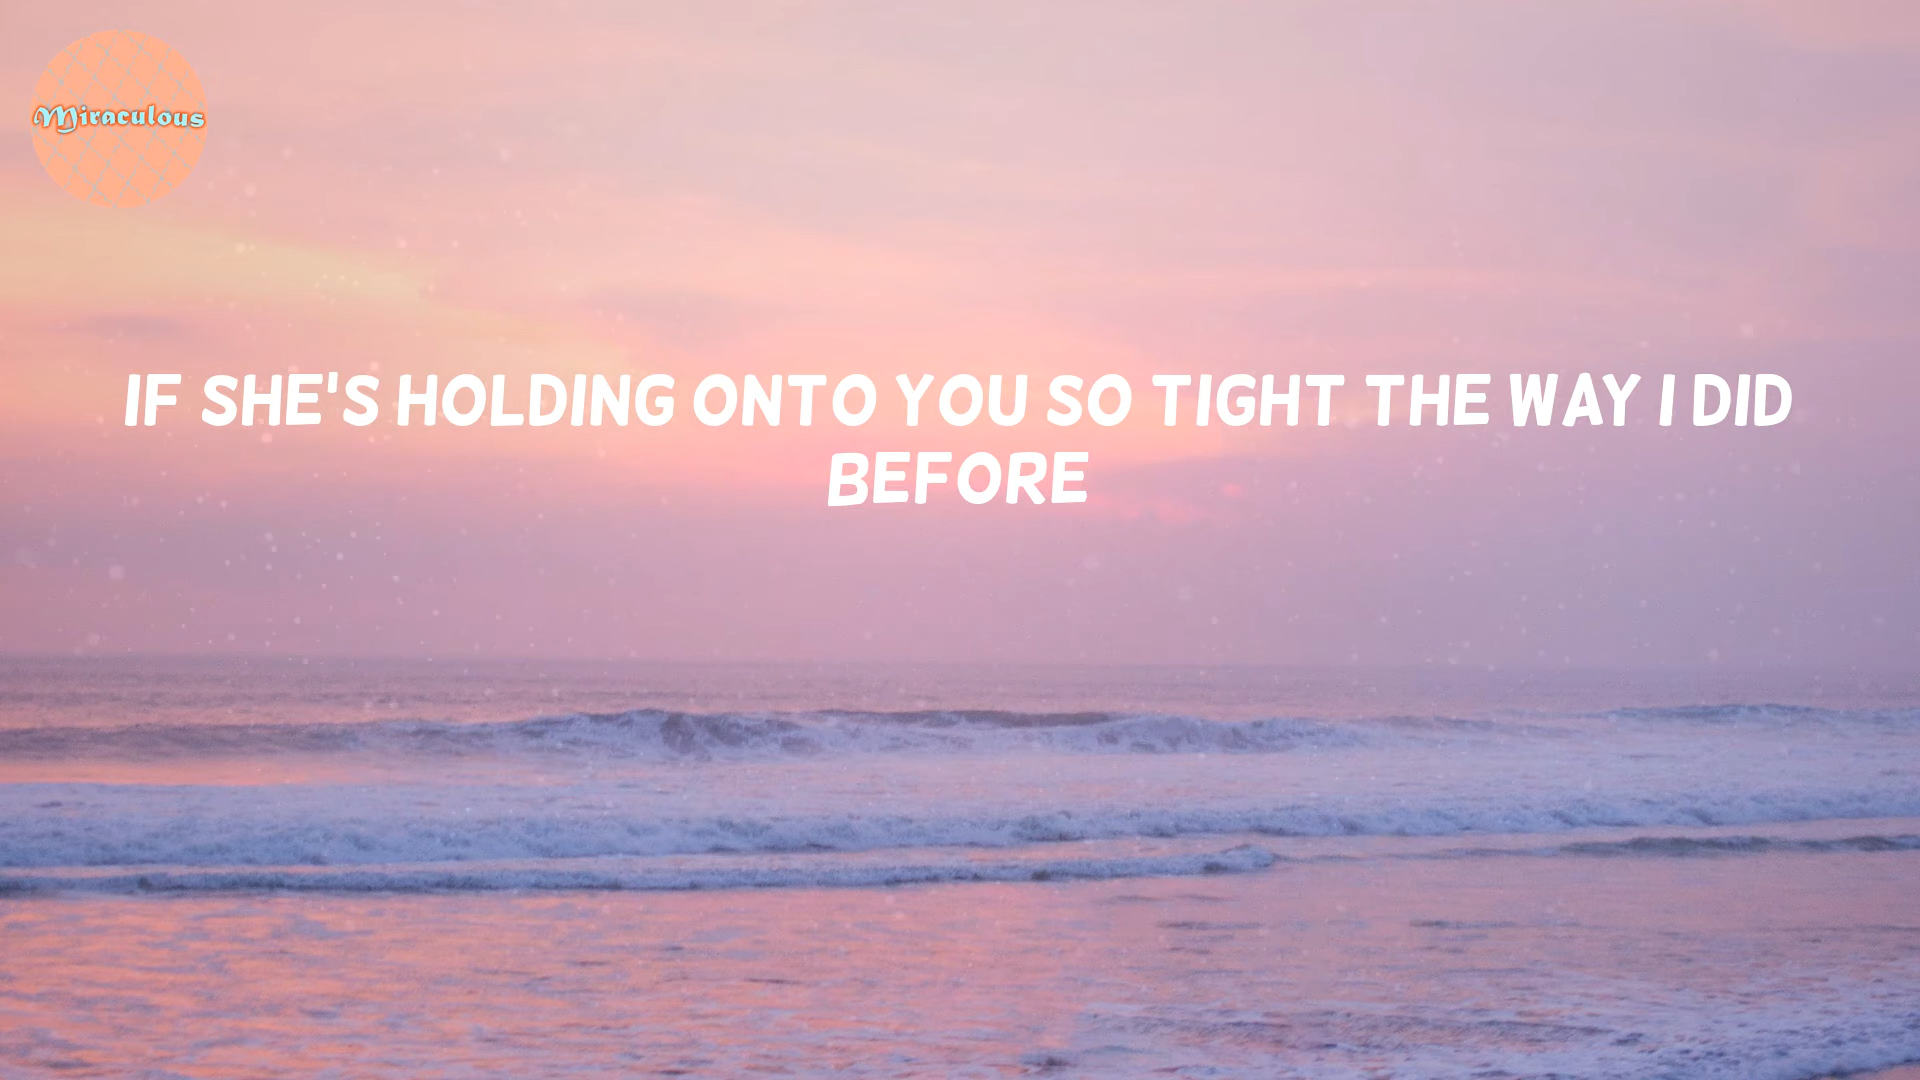 Miraculous
IF SHE'S HOLDING ONTO YOU SO TIGHT THE WAY I DID
BEFORE